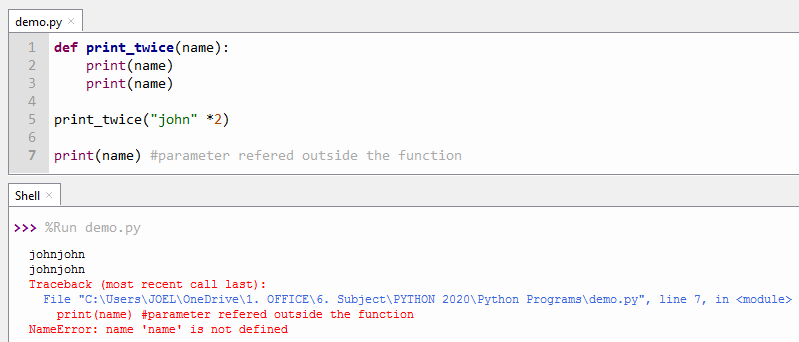 demo.py ×
1 def print_twice(name):
2     print(name)
3     print(name)
4
5 print_twice("john" *2)
6
7 print(name) #parameter refered outside the function
Shell ×
>>> %Run demo.py
johnjohn
johnjohn
Traceback (most recent call last):
  File "C:\Users\JOEL\OneDrive\1. OFFICE\6. Subject\PYTHON 2020\Python Programs\demo.py", line 7, in <module>
    print(name) #parameter refered outside the function
NameError: name 'name' is not defined